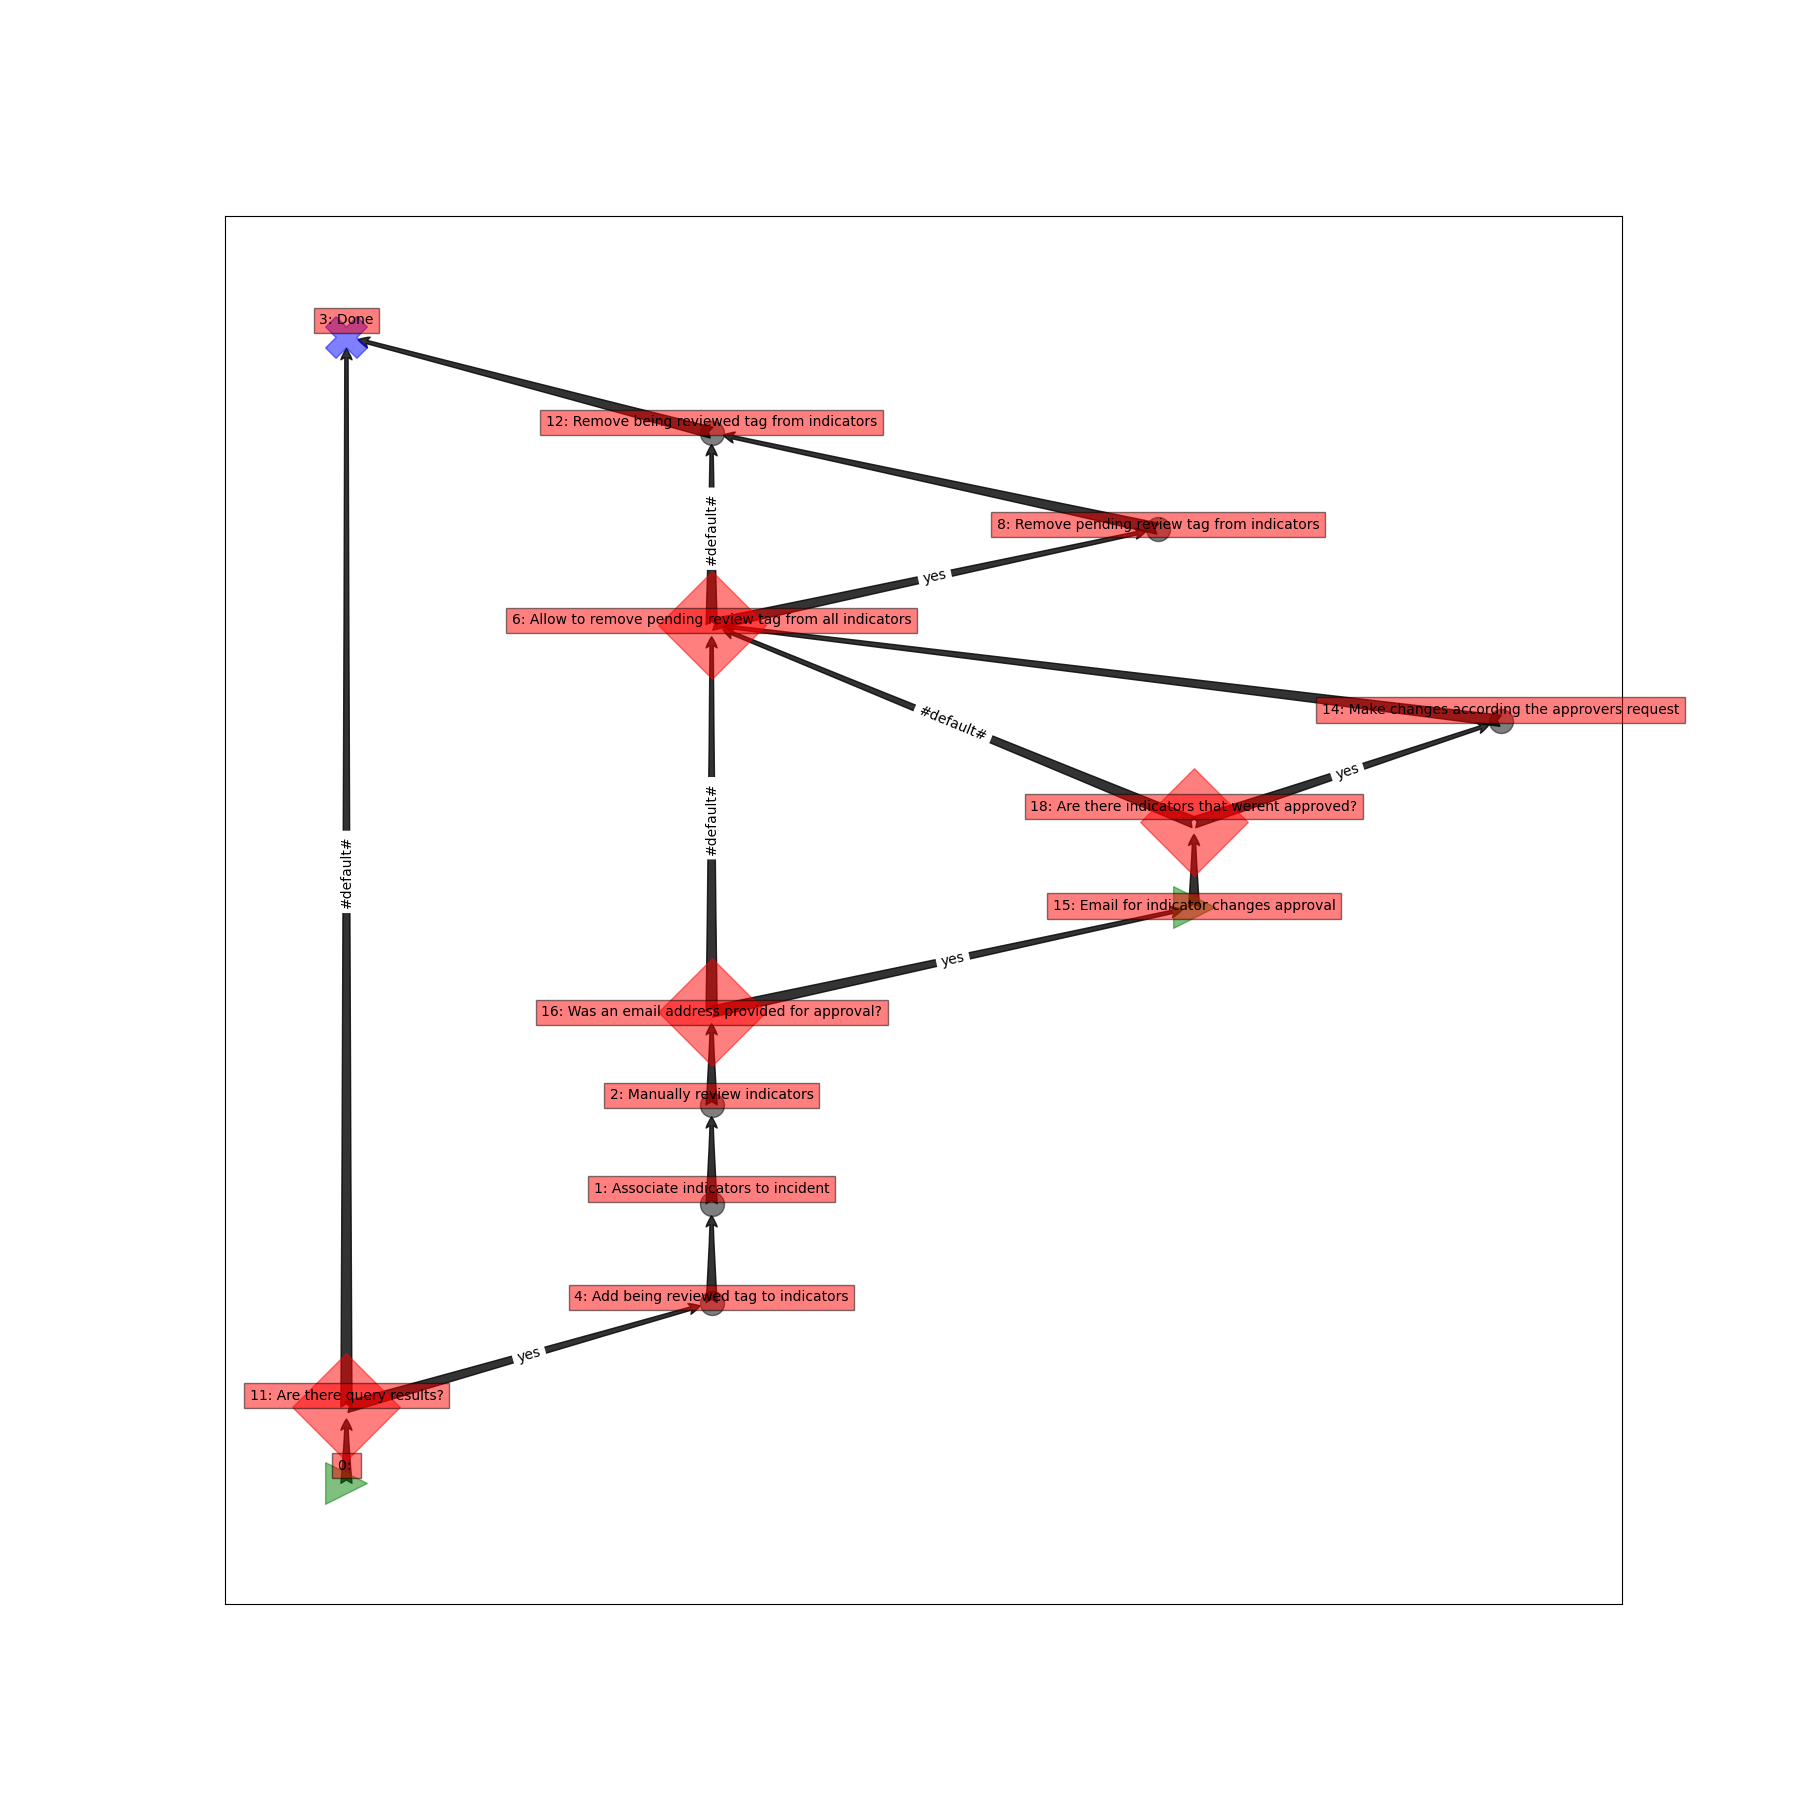 3: Done
12: Remove being reviewed tag from indicators
#default#
8: Remove pending review tag from indicators
yes
6: Allow to remove pending review tag from all indicators
#default#
14: Make changes according the approvers request
yes
18: Are there indicators that werent approved?
#default#
#default#
15: Email for indicator changes approval
yes
16: Was an email address provided for approval?
2: Manually review indicators
1: Associate indicators to incident
4: Add being reviewed tag to indicators
yes
11: Are there query results?
0: